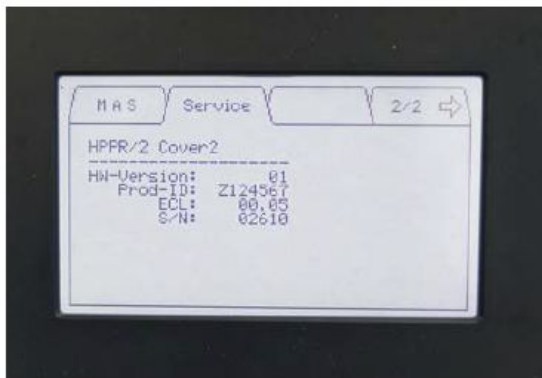 MAS Service 2/2
HPPR/2 Cover2
--------------------
HW-Version: 01
Prod-ID: Z124567
ECL: 00.05
S/N: 02610